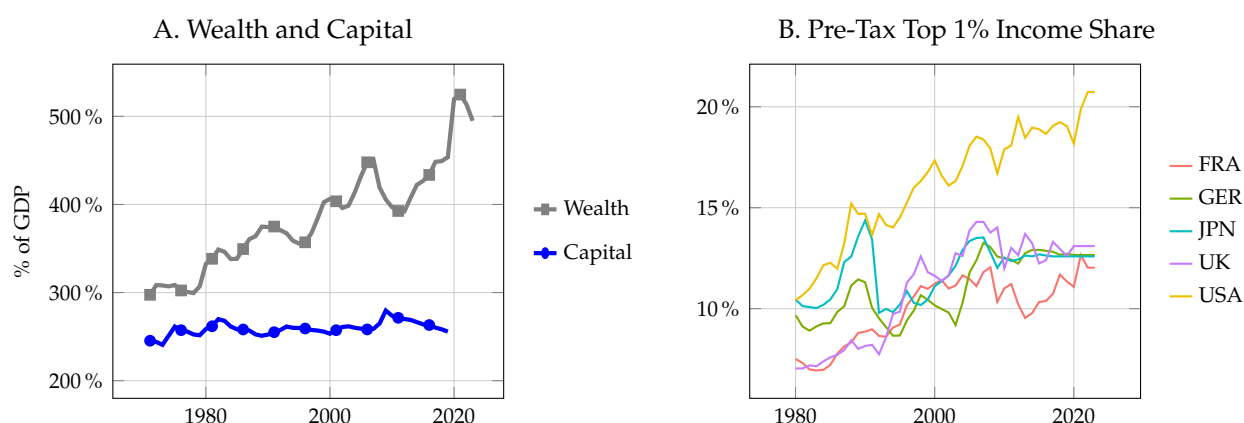 A. Wealth and Capital
% of GDP
500 %
400 %
300 %
200 %
1980
2000
2020
Wealth
Capital
B. Pre-Tax Top 1% Income Share
20 %
15 %
10 %
1980
2000
2020
FRA
GER
JPN
UK
USA